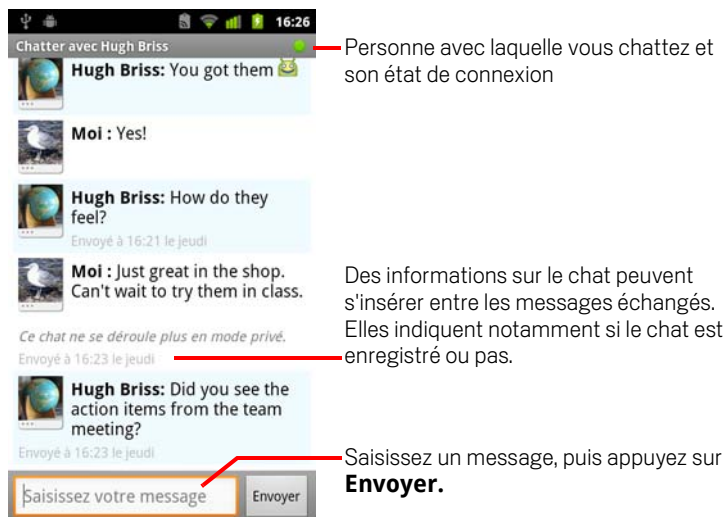 16:26
Chatter avec Hugh Briss
Hugh Briss: You got them
Moi : Yes!
Hugh Briss: How do they
feel?
Envoyé à 16:21 le jeudi
Moi : Just great in the shop.
Can't wait to try them in class.
Ce chat ne se déroule plus en mode privé.
Envoyé à 16:23 le jeudi
Hugh Briss: Did you see the
action items from the team
meeting?
Envoyé à 16:23 le jeudi
Saisissez votre message
Envoyer
Personne avec laquelle vous chattez et
son état de connexion
Des informations sur le chat peuvent
s'insérer entre les messages échangés.
Elles indiquent notamment si le chat est
enregistré ou pas.
Saisissez un message, puis appuyez sur
Envoyer.